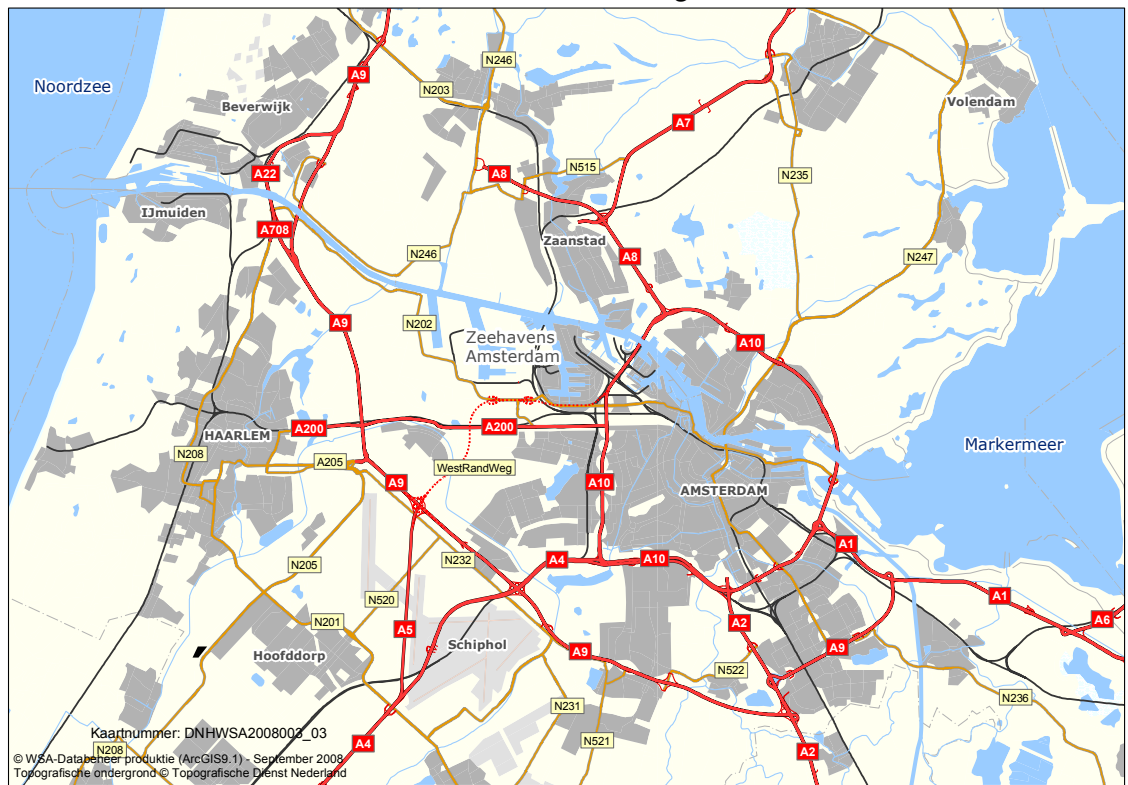 N246
Noordzee
A9
N203
Beverwijk
Volendam
A7
A22
A8
N515
N235
IJmuiden
A708
Zaanstad
N246
A8
N247
A9
N202
Zeehavens
Amsterdam
A10
HAARLEM
A200
A200
Markermeer
N208
A205
WestRandWeg
A9
A10
AMSTERDAM
A1
N232
A4
A10
N205
N520
A1
N201
A5
A2
A6
Hoofddorp
Schiphol
A9
A9
N522
N236
N231
Kaartnummer: DNHWSA2008003_03
N521
A4
N208
A2
© WSA-Databeheer produktie (ArcGIS9.1) - September 2008
Topografische ondergrond © Topografische Dienst Nederland